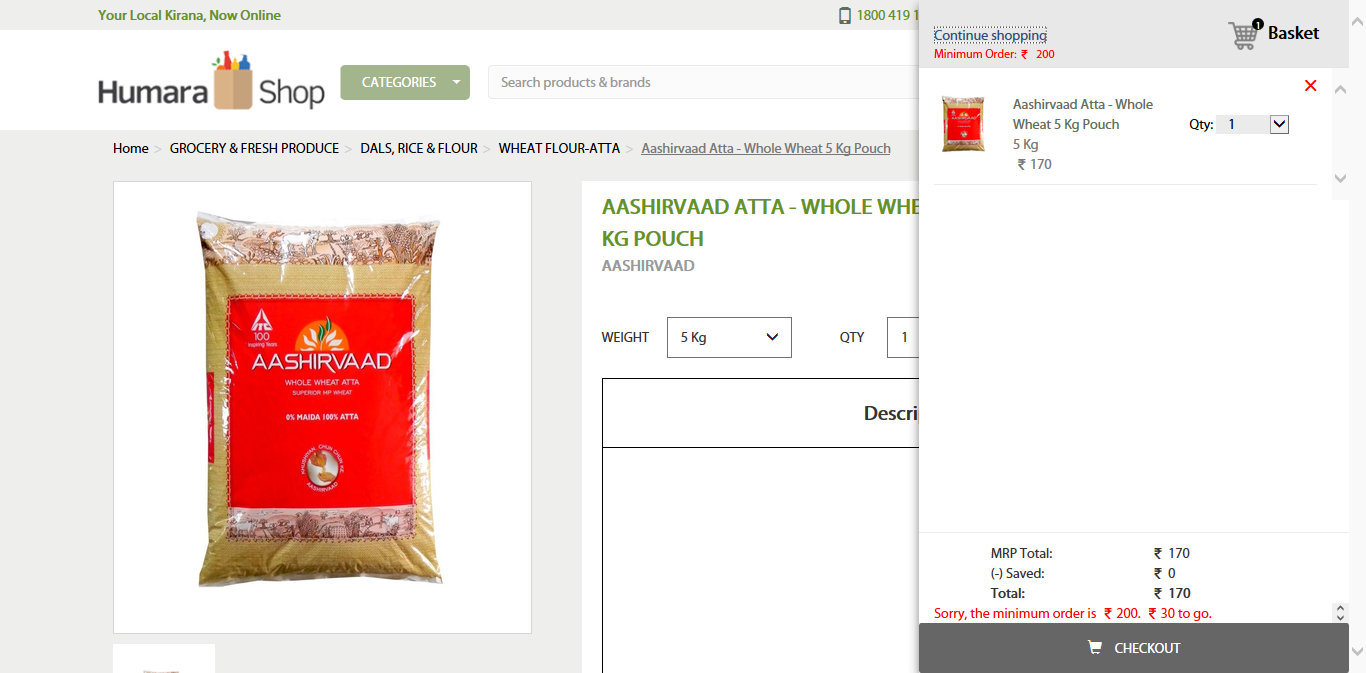 Your Local Kirana, Now Online
1800 419 1
Humara Shop
CATEGORIES
Search products & brands
Home > GROCERY & FRESH PRODUCE > DALS, RICE & FLOUR > WHEAT FLOUR-ATTA > Aashirvaad Atta - Whole Wheat 5 Kg Pouch
ITC
100
Inspiring Years
AASHIRVAAD
WHOLE WHEAT ATTA
SUPERIOR MP WHEAT
0% MAIDA 100% ATTA
AASHIRVAAD
AASHIRVAAD ATTA - WHOLE WHE
KG POUCH
AASHIRVAAD
WEIGHT 5 Kg QTY 1
Descri
Continue shopping
Minimum Order: ₹ 200
1 Basket
Aashirvaad Atta - Whole
Wheat 5 Kg Pouch
5 Kg
₹ 170
Qty: 1
MRP Total: ₹ 170
(-) Saved: ₹ 0
Total: ₹ 170
Sorry, the minimum order is ₹ 200. ₹ 30 to go.
CHECKOUT